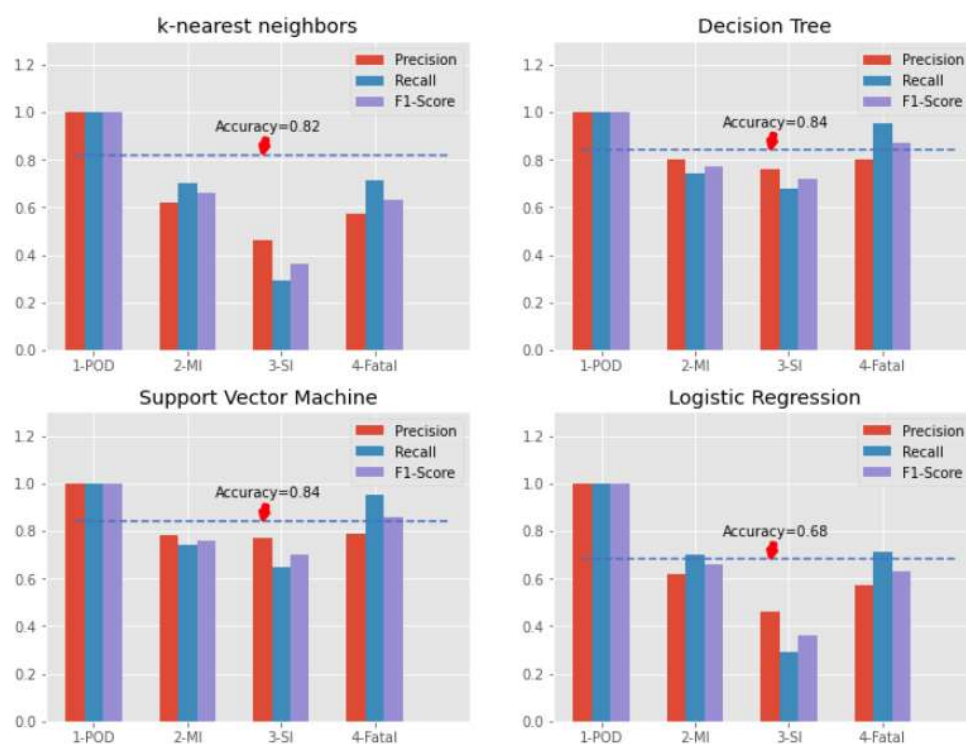 k-nearest neighbors
1.2
1.0
0.8
0.6
0.4
0.2
0.0
Precision
Recall
F1-Score
Accuracy=0.82
1-POD 2-MI 3-SI 4-Fatal
Decision Tree
1.2
1.0
0.8
0.6
0.4
0.2
0.0
Precision
Recall
F1-Score
Accuracy=0.84
1-POD 2-MI 3-SI 4-Fatal
Support Vector Machine
1.2
1.0
0.8
0.6
0.4
0.2
0.0
Precision
Recall
F1-Score
Accuracy=0.84
1-POD 2-MI 3-SI 4-Fatal
Logistic Regression
1.2
1.0
0.8
0.6
0.4
0.2
0.0
Precision
Recall
F1-Score
Accuracy=0.68
1-POD 2-MI 3-SI 4-Fatal